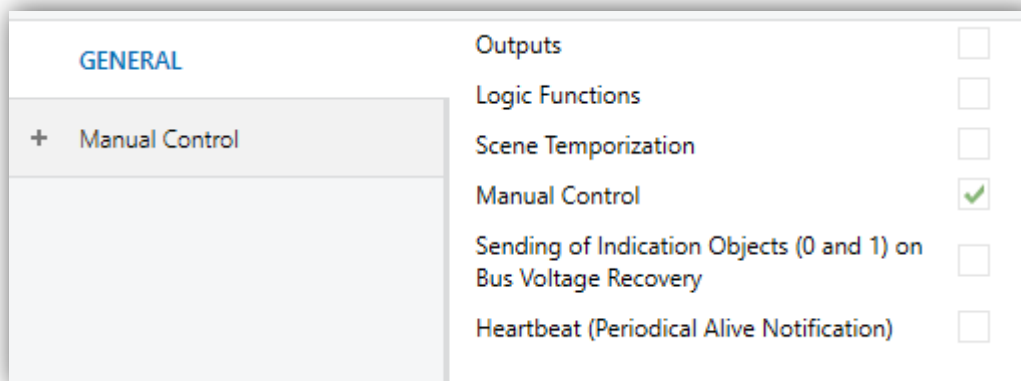 GENERAL
+ Manual Control
Outputs
Logic Functions
Scene Temporization
Manual Control
Sending of Indication Objects (0 and 1) on
Bus Voltage Recovery
Heartbeat (Periodical Alive Notification)